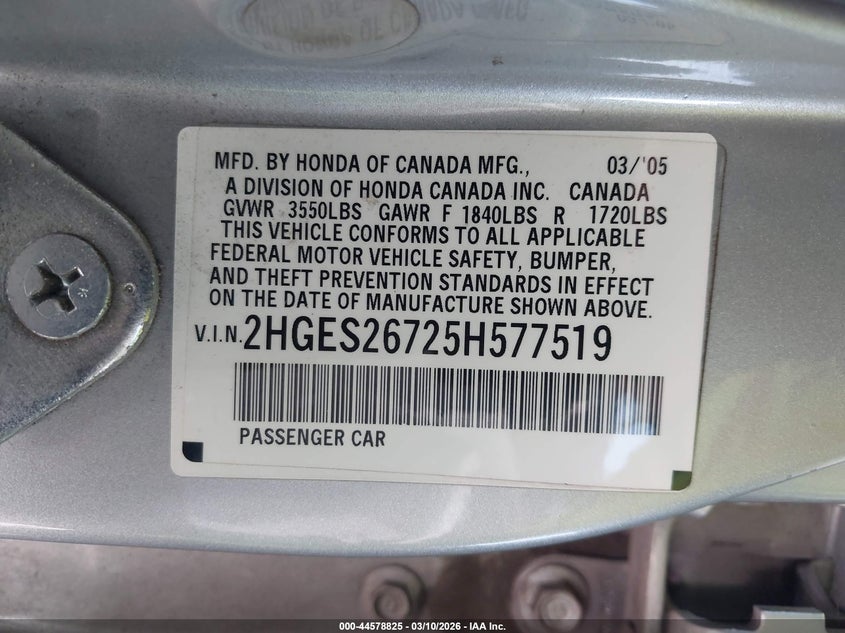 MFD. BY HONDA OF CANADA MFG., 03/'05
A DIVISION OF HONDA CANADA INC. CANADA
GVWR 3550LBS GAWR F 1840LBS R 1720LBS
THIS VEHICLE CONFORMS TO ALL APPLICABLE
FEDERAL MOTOR VEHICLE SAFETY, BUMPER,
AND THEFT PREVENTION STANDARDS IN EFFECT
ON THE DATE OF MANUFACTURE SHOWN ABOVE.
V.I.N. 2HGES26725H577519
PASSENGER CAR
000-44578825 - 03/10/2026 - IAA Inc.